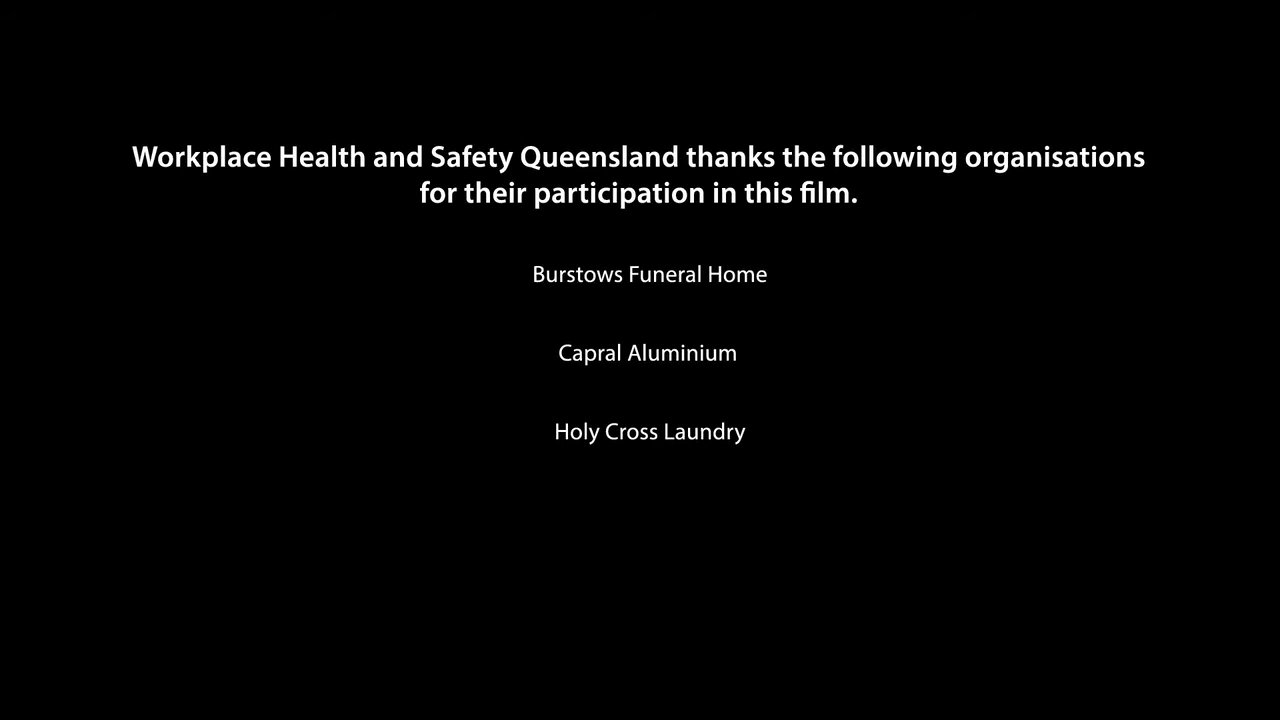 Workplace Health and Safety Queensland thanks the following organisations
for their participation in this film.
Burstows Funeral Home
Capral Aluminium
Holy Cross Laundry